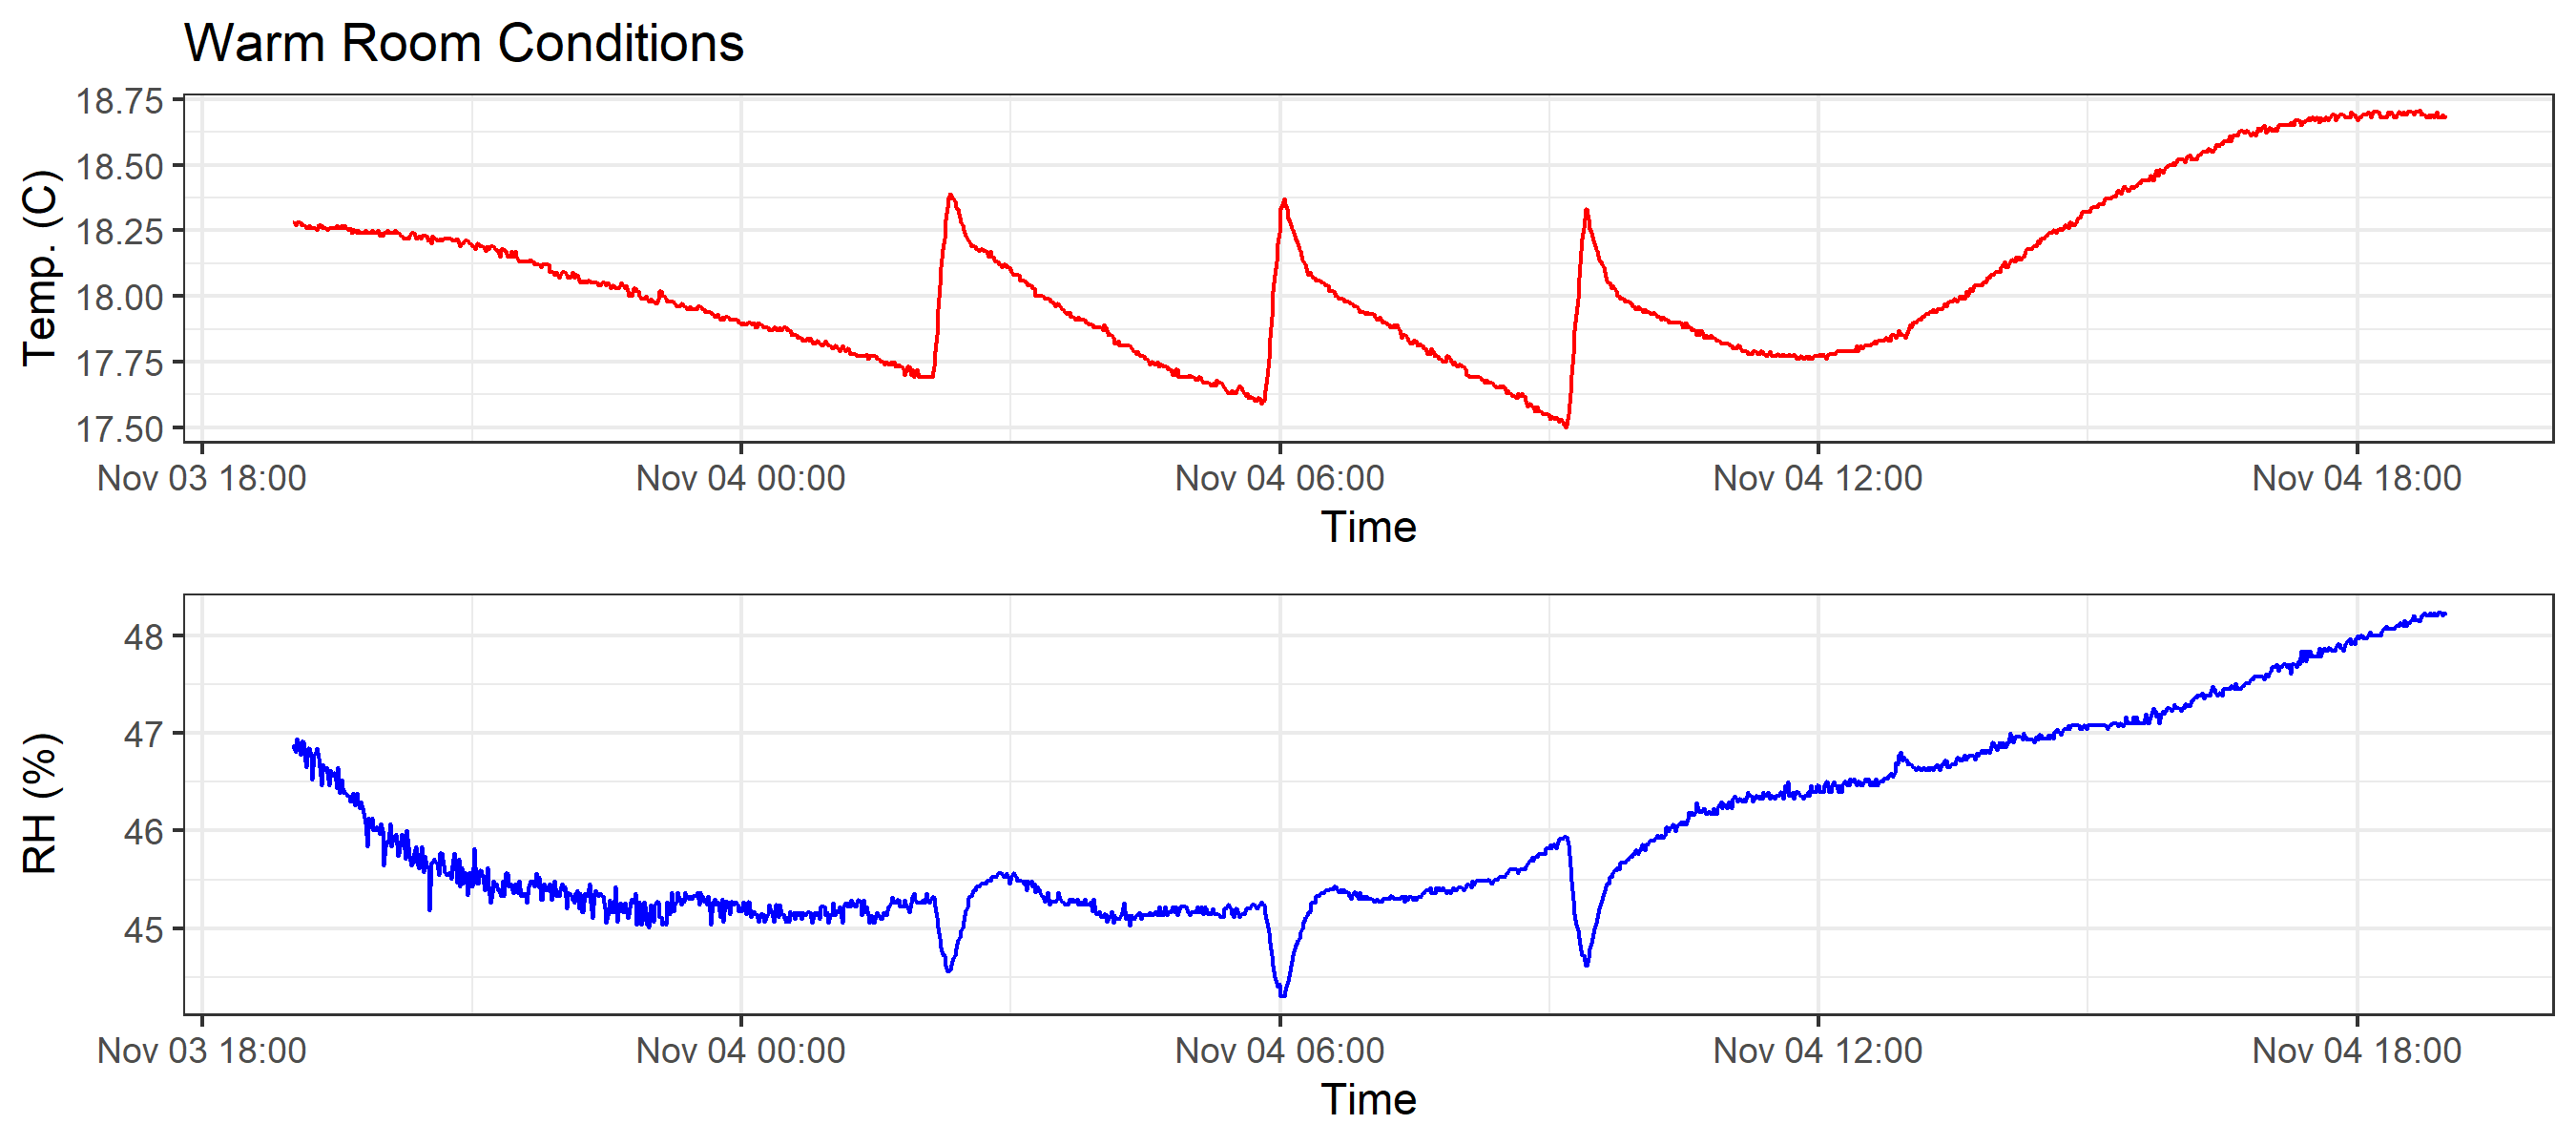 Warm Room Conditions
18.75
18.50
18.25
18.00
17.75
17.50
Temp. (C)
Nov 03 18:00 Nov 04 00:00 Nov 04 06:00 Nov 04 12:00 Nov 04 18:00
Time
48
47
46
45
RH (%)
Nov 03 18:00 Nov 04 00:00 Nov 04 06:00 Nov 04 12:00 Nov 04 18:00
Time